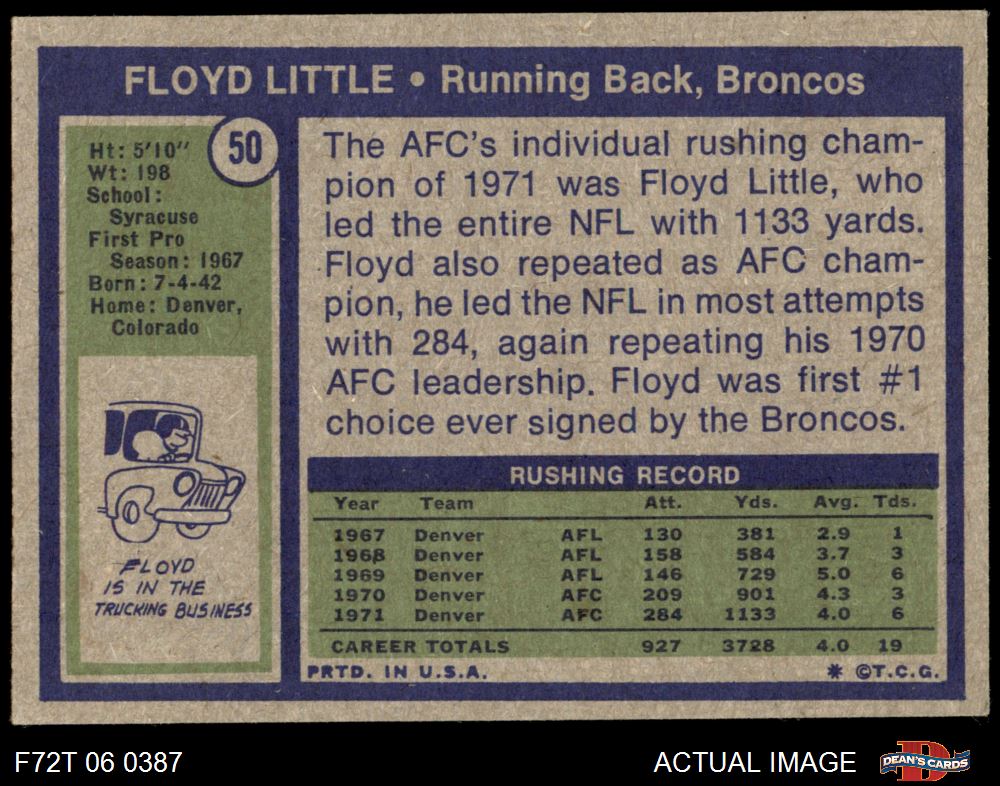 FLOYD LITTLE • Running Back, Broncos
50
Ht: 5'10"
Wt: 198
School:
Syracuse
First Pro
Season: 1967
Born: 7-4-42
Home: Denver,
Colorado
FLOYD
IS IN THE
TRUCKING BUSINESS
The AFC's individual rushing cham-
pion of 1971 was Floyd Little, who
led the entire NFL with 1133 yards.
Floyd also repeated as AFC cham-
pion, he led the NFL in most attempts
with 284, again repeating his 1970
AFC leadership. Floyd was first #1
choice ever signed by the Broncos.
RUSHING RECORD
Year Team Att. Yds. Avg. Tds.
1967 Denver AFL 130 381 2.9 1
1968 Denver AFL 158 584 3.7 3
1969 Denver AFL 146 729 5.0 6
1970 Denver AFC 209 901 4.3 3
1971 Denver AFC 284 1133 4.0 6
CAREER TOTALS 927 3728 4.0 19
PRTD. IN U.S.A. * ©T.C.G.
F72T 06 0387 ACTUAL IMAGE DEAN'S CARDS